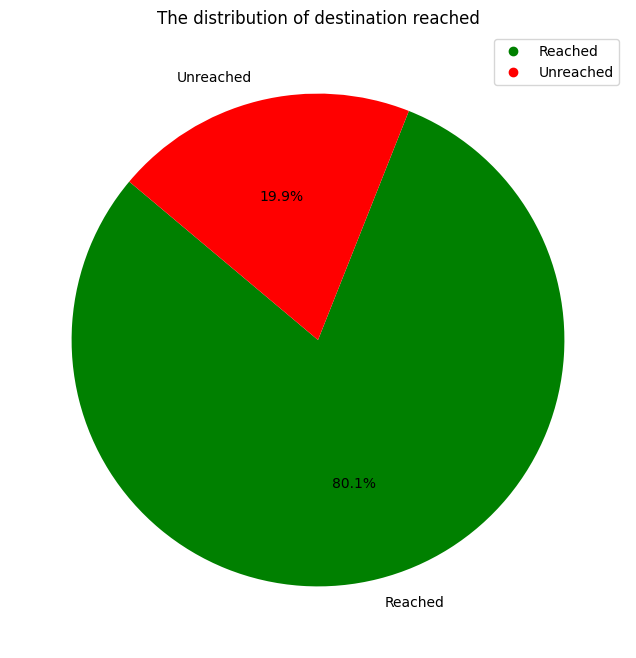 The distribution of destination reached
Reached
Unreached
Unreached
19.9%
80.1%
Reached